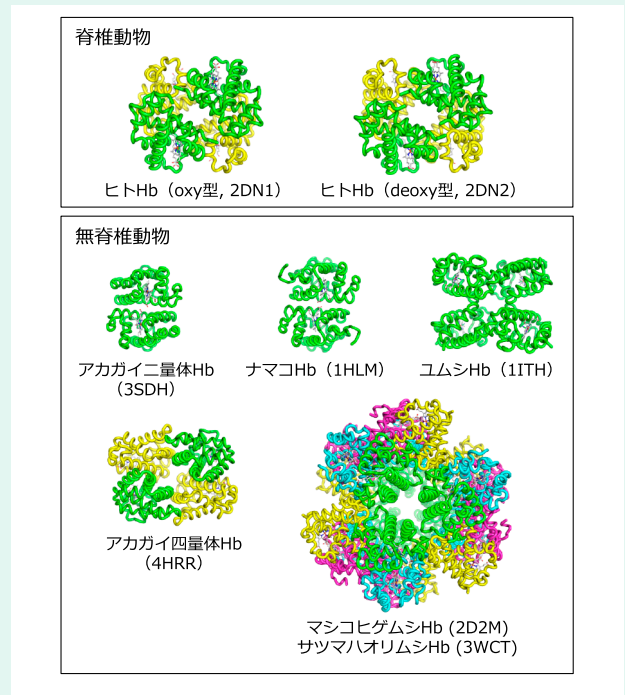 脊椎動物
ヒトHb（oxy型, 2DN1）
ヒトHb（deoxy型, 2DN2）
無脊椎動物
アカガイ二量体Hb
（3SDH）
ナマコHb（1HLM）
ユムシHb（1ITH）
アカガイ四量体Hb
（4HRR）
マシコヒゲムシHb (2D2M)
サツマハオリムシHb (3WCT)